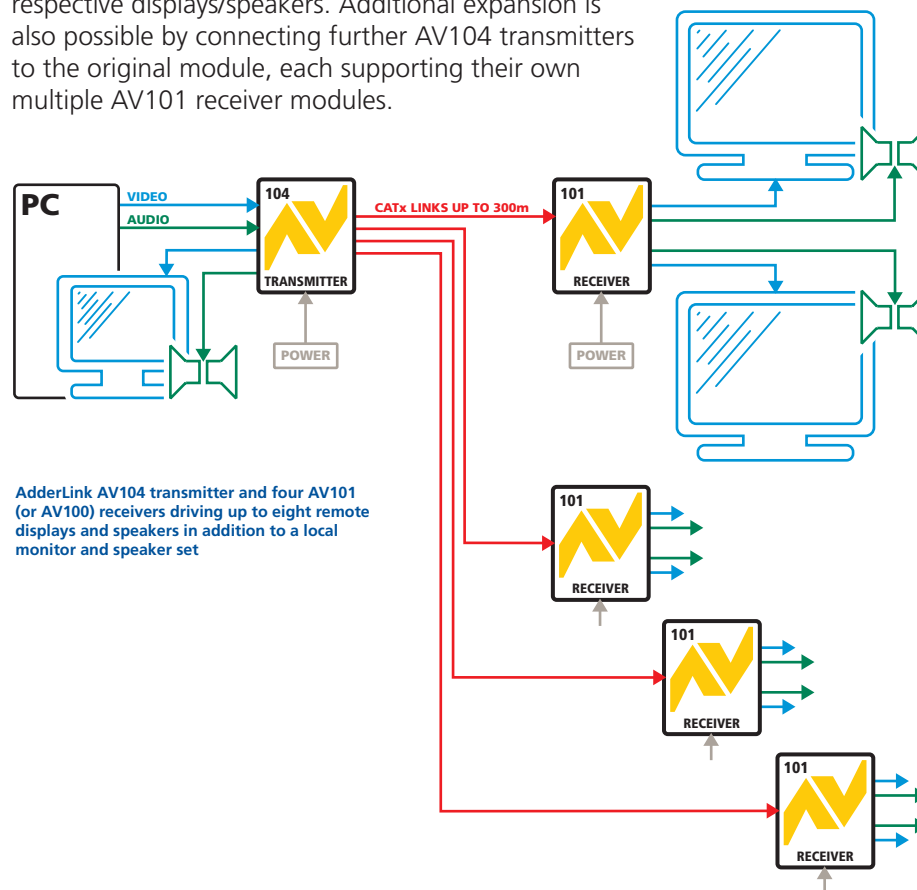 respective displays/speakers. Additional expansion is
also possible by connecting further AV104 transmitters
to the original module, each supporting their own
multiple AV101 receiver modules.
PC
VIDEO
AUDIO
104
TRANSMITTER
POWER
CATx LINKS UP TO 300m
101
RECEIVER
POWER
AdderLink AV104 transmitter and four AV101
(or AV100) receivers driving up to eight remote
displays and speakers in addition to a local
monitor and speaker set
101
RECEIVER
101
RECEIVER
101
RECEIVER